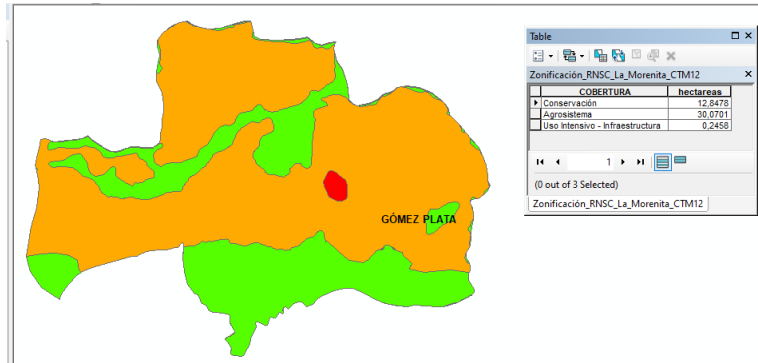 GÓMEZ PLATA
Table
Zonificación_RNSC_La_Morenita_CTM12
COBERTURA hectareas
Conservación 12,8478
Agrosistema 30,0701
Uso Intensivo - Infraestructura 0,2458
1
(0 out of 3 Selected)
Zonificación_RNSC_La_Morenita_CTM12